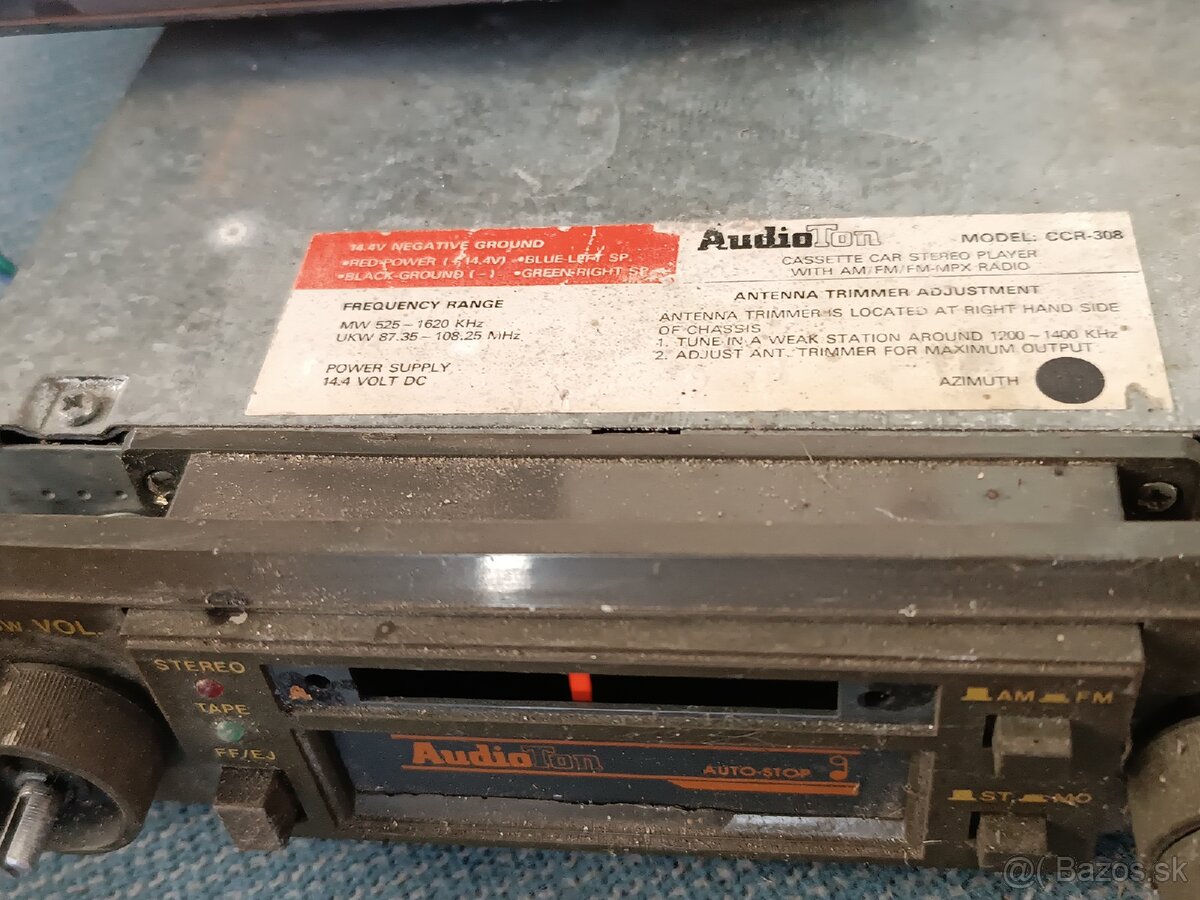 14.4V NEGATIVE GROUND
•RED-POWER (+14.4V) •BLUE-LEFT SP.
•BLACK-GROUND (–). •GREEN-RIGHT SP.
AudioTon MODEL: CCR-308
CASSETTE CAR STEREO PLAYER
WITH AM/FM/FM-MPX RADIO
FREQUENCY RANGE
MW 525–1620 KHz
UKW 87.35–108.25 MHz
POWER SUPPLY
14.4 VOLT DC
ANTENNA TRIMMER ADJUSTMENT
ANTENNA TRIMMER IS LOCATED AT RIGHT HAND SIDE
OF CHASSIS
1. TUNE IN A WEAK STATION AROUND 1200–1400 KHz
2. ADJUST ANT. TRIMMER FOR MAXIMUM OUTPUT
AZIMUTH
VOL.
STEREO
TAPE
FF/EJ
AM FM
AudioTon
AUTO-STOP
ST. MO
@( Bazos.sk